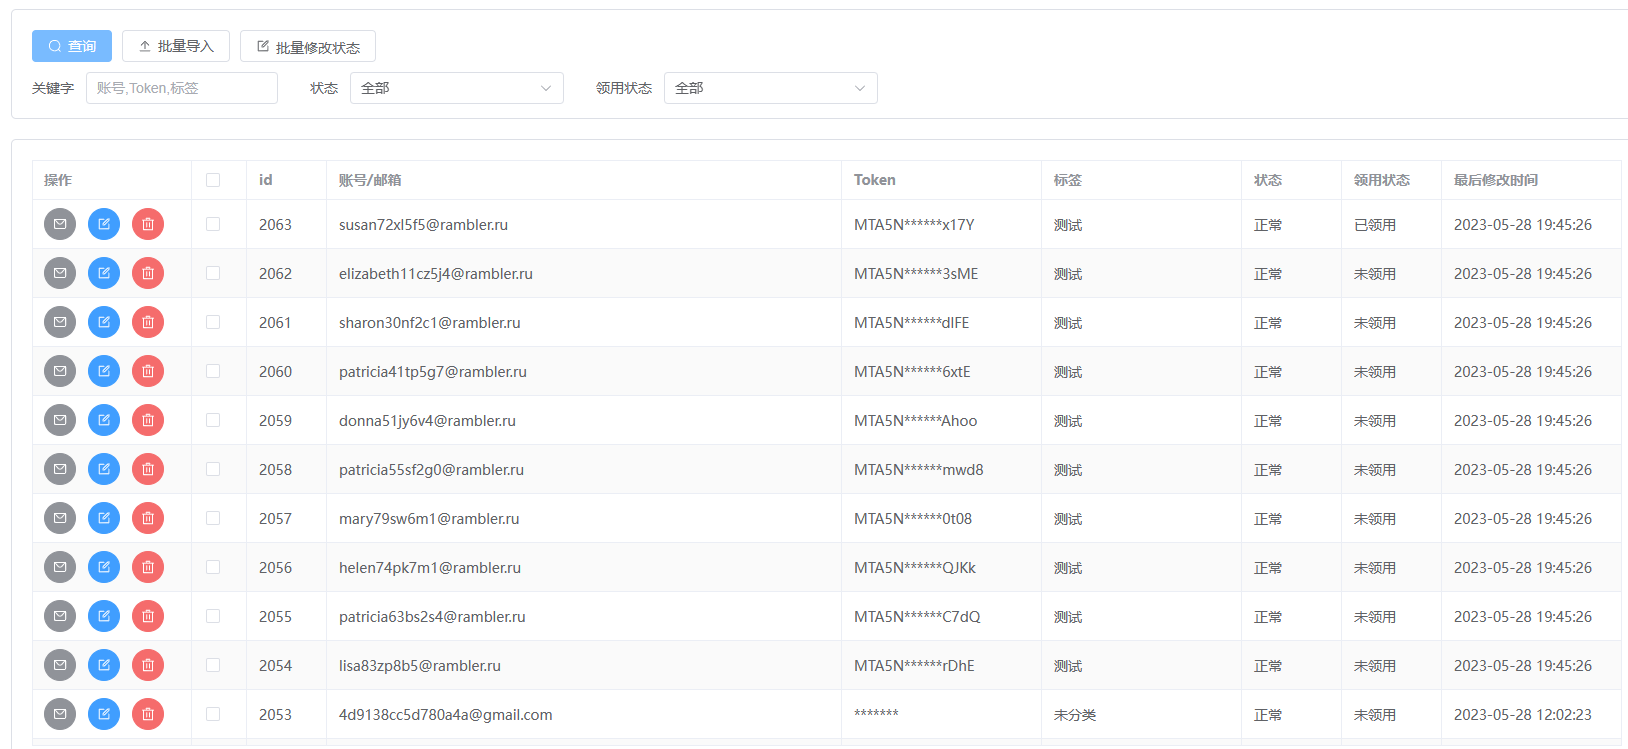 查询 批量导入 批量修改状态
关键字 账号,Token,标签 状态 全部 领用状态 全部
操作 id 账号/邮箱 Token 标签 状态 领用状态 最后修改时间
2063 susan72xl5f5@rambler.ru MTA5N******x17Y 测试 正常 已领用 2023-05-28 19:45:26
2062 elizabeth11cz5j4@rambler.ru MTA5N******3sME 测试 正常 未领用 2023-05-28 19:45:26
2061 sharon30nf2c1@rambler.ru MTA5N******dIFE 测试 正常 未领用 2023-05-28 19:45:26
2060 patricia41tp5g7@rambler.ru MTA5N******6xtE 测试 正常 未领用 2023-05-28 19:45:26
2059 donna51jy6v4@rambler.ru MTA5N******Ahoo 测试 正常 未领用 2023-05-28 19:45:26
2058 patricia55sf2g0@rambler.ru MTA5N******mwd8 测试 正常 未领用 2023-05-28 19:45:26
2057 mary79sw6m1@rambler.ru MTA5N******0t08 测试 正常 未领用 2023-05-28 19:45:26
2056 helen74pk7m1@rambler.ru MTA5N******QJKk 测试 正常 未领用 2023-05-28 19:45:26
2055 patricia63bs2s4@rambler.ru MTA5N******C7dQ 测试 正常 未领用 2023-05-28 19:45:26
2054 lisa83zp8b5@rambler.ru MTA5N******rDhE 测试 正常 未领用 2023-05-28 19:45:26
2053 4d9138cc5d780a4a@gmail.com ******* 未分类 正常 未领用 2023-05-28 12:02:23